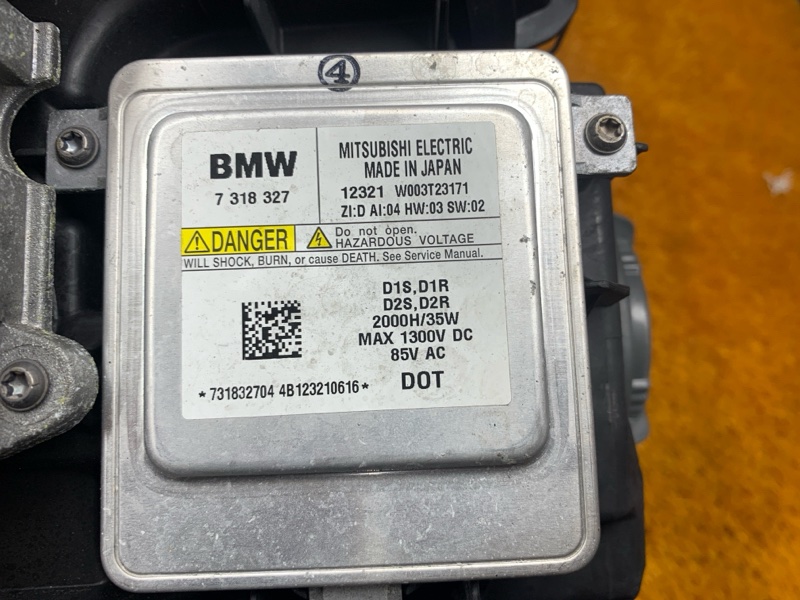 ④
BMW
7 318 327
MITSUBISHI ELECTRIC
MADE IN JAPAN
12321 W003T23171
ZI:D AI:04 HW:03 SW:02
DANGER
Do not open.
HAZARDOUS VOLTAGE
WILL SHOCK, BURN, or cause DEATH. See Service Manual.
D1S,D1R
D2S,D2R
2000H/35W
MAX 1300V DC
85V AC
*731832704 4B123210616*
DOT